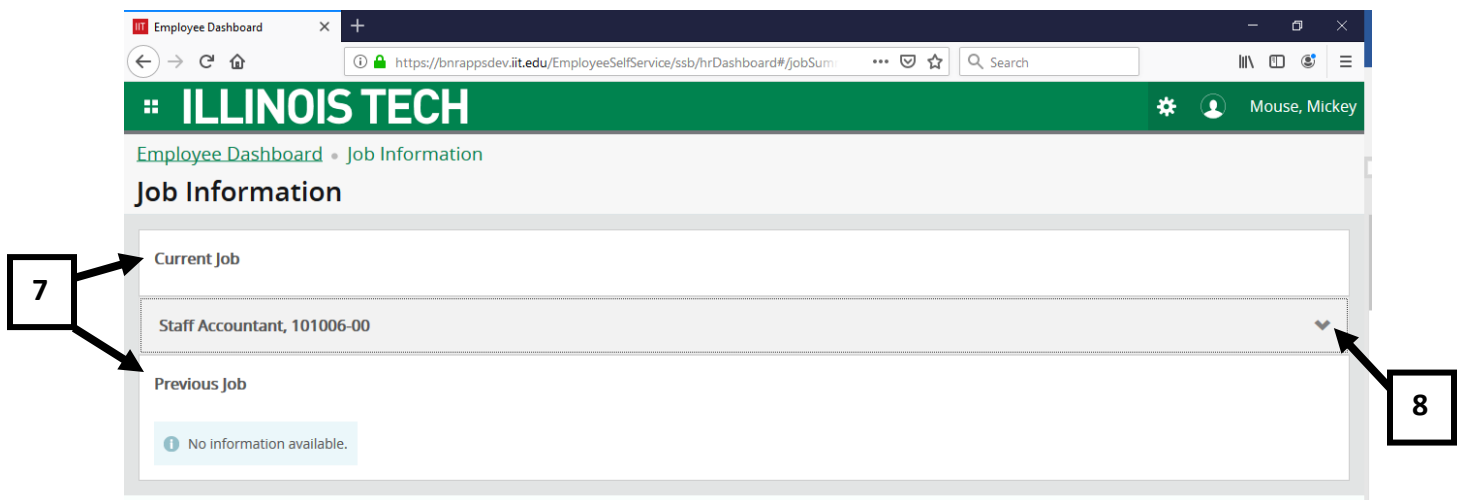 IIT Employee Dashboard
https://bnrappsdev.iit.edu/EmployeeSelfService/ssb/hrDashboard#/jobSum
Search
ILLINOIS TECH
Mouse, Mickey
Employee Dashboard • Job Information
Job Information
Current Job
7
Staff Accountant, 101006-00
Previous Job
8
No information available.